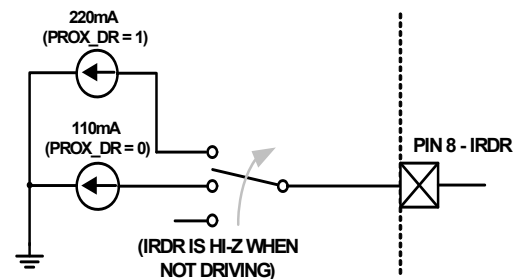 220mA
(PROX_DR = 1)
110mA
(PROX_DR = 0)
PIN 8 - IRDR
(IRDR IS HI-Z WHEN
NOT DRIVING)